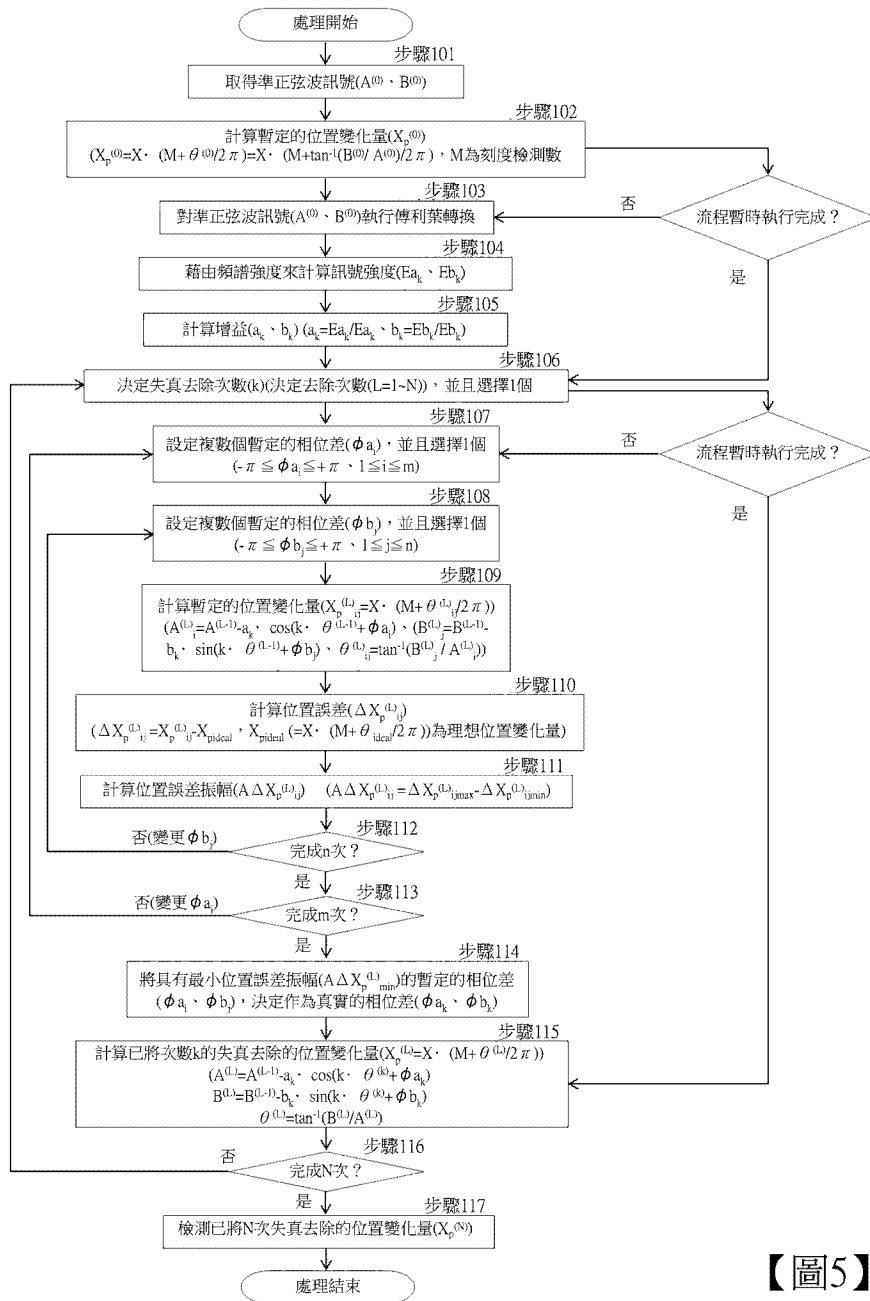 處理開始
步驟101
取得準正弦波訊號(A⁽⁰⁾、B⁽⁰⁾)
步驟102
計算暫定的位置變化量(Xₚ⁽⁰⁾)
(Xₚ⁽⁰⁾=X·(M+θ⁽⁰⁾/2π)=X·(M+tan⁻¹(B⁽⁰⁾/A⁽⁰⁾)/2π)，M為刻度檢測數
步驟103
對準正弦波訊號(A⁽⁰⁾、B⁽⁰⁾)執行傅利葉轉換
否
流程暫時執行完成？
是
步驟104
藉由頻譜強度來計算訊號強度(Eaₖ、Ebₖ)
步驟105
計算增益(aₖ、bₖ) (aₖ=Eaₖ/Eaₖ、bₖ=Ebₖ/Ebₖ)
步驟106
決定失真去除次數(k)(決定去除次數(L=1~N))，並且選擇1個
步驟107
設定複數個暫定的相位差(φaᵢ)，並且選擇1個
(-π≦φaᵢ≦+π、1≦i≦m)
否
流程暫時執行完成？
是
步驟108
設定複數個暫定的相位差(φbⱼ)，並且選擇1個
(-π≦φbⱼ≦+π、1≦j≦n)
步驟109
計算暫定的位置變化量(Xₚ⁽ᴸ⁾ᵢⱼ=X·(M+θ⁽ᴸ⁾ᵢⱼ/2π))
(A⁽ᴸ⁾ᵢ=A⁽ᴸ⁻¹⁾-aₖ·cos(k·θ⁽ᴸ⁻¹⁾+φaᵢ)、(B⁽ᴸ⁾ⱼ=B⁽ᴸ⁻¹⁾-
bₖ·sin(k·θ⁽ᴸ⁻¹⁾+φbⱼ)、θ⁽ᴸ⁾ᵢⱼ=tan⁻¹(B⁽ᴸ⁾ⱼ/A⁽ᴸ⁾ᵢ))
步驟110
計算位置誤差(ΔXₚ⁽ᴸ⁾ᵢⱼ)
(ΔXₚ⁽ᴸ⁾ᵢⱼ=Xₚ⁽ᴸ⁾ᵢⱼ-X_pideal，X_pideal(=X·(M+θ_ideal/2π))為理想位置變化量)
步驟111
計算位置誤差振幅(AΔXₚ⁽ᴸ⁾ᵢⱼ) (AΔXₚ⁽ᴸ⁾ᵢⱼ=ΔXₚ⁽ᴸ⁾_ijmax-ΔXₚ⁽ᴸ⁾_ijmin)
步驟112
否(變更φbⱼ)
完成n次？
是
步驟113
否(變更φaᵢ)
完成m次？
是
步驟114
將具有最小位置誤差振幅(AΔXₚ⁽ᴸ⁾_min)的暫定的相位差
(φaᵢ、φbⱼ)，決定作為真實的相位差(φaₖ、φbₖ)
步驟115
計算已將次數k的失真去除的位置變化量(Xₚ⁽ᴸ⁾=X·(M+θ⁽ᴸ⁾/2π))
(A⁽ᴸ⁾=A⁽ᴸ⁻¹⁾-aₖ·cos(k·θ⁽ᵏ⁾+φaₖ)
B⁽ᴸ⁾=B⁽ᴸ⁻¹⁾-bₖ·sin(k·θ⁽ᵏ⁾+φbₖ)
θ⁽ᴸ⁾=tan⁻¹(B⁽ᴸ⁾/A⁽ᴸ⁾)
步驟116
否
完成N次？
是
步驟117
檢測已將N次失真去除的位置變化量(Xₚ⁽ᴺ⁾)
處理結束
【圖5】